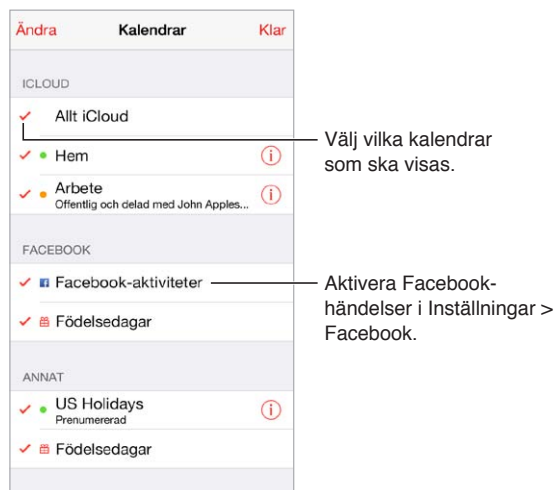 Ändra Kalendrar Klar
ICLOUD
Allt iCloud
Hem
Arbete
Offentlig och delad med John Apples...
Välj vilka kalendrar
som ska visas.
FACEBOOK
Facebook-aktiviteter
Födelsedagar
Aktivera Facebook-
händelser i Inställningar >
Facebook.
ANNAT
US Holidays
Prenumererad
Födelsedagar